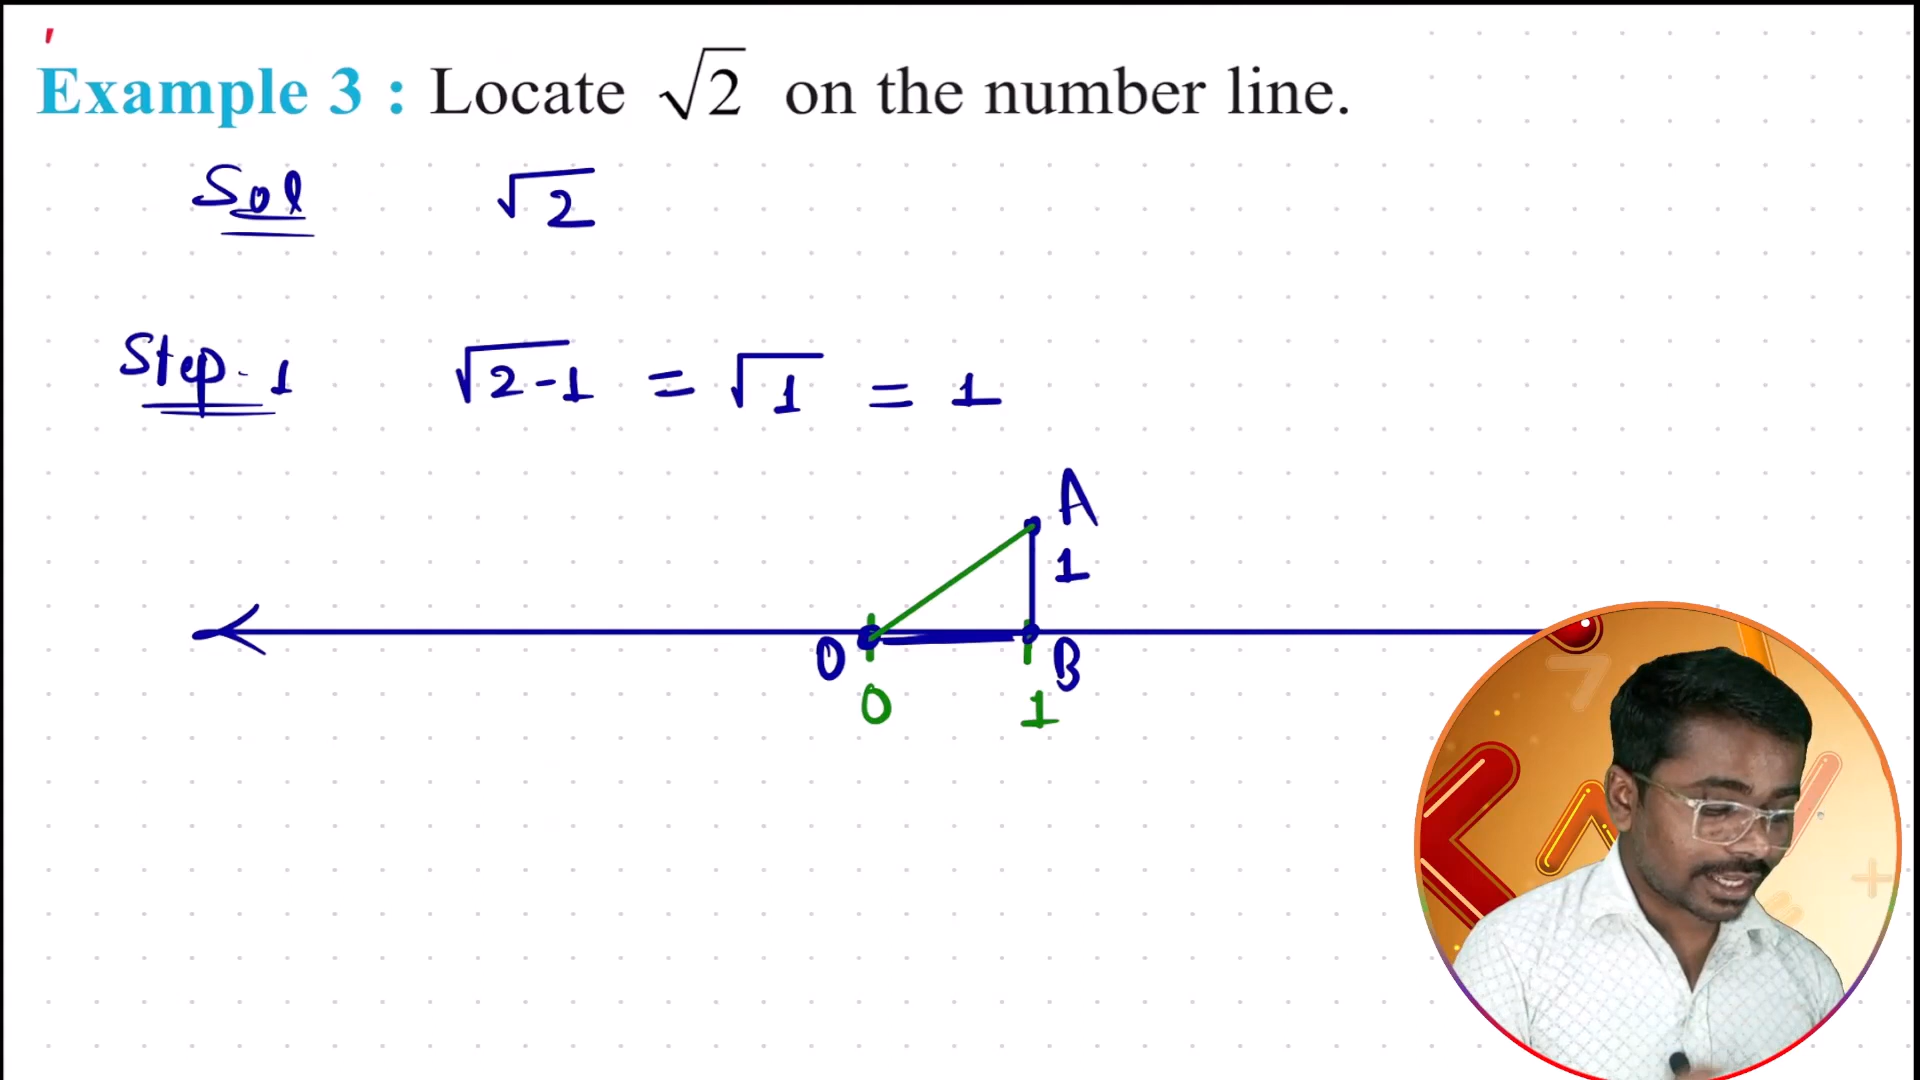 Example 3 : Locate √2 on the number line.
Sol √2
Step-1 √2-1 = √1 = 1
A
1
O B
0 1